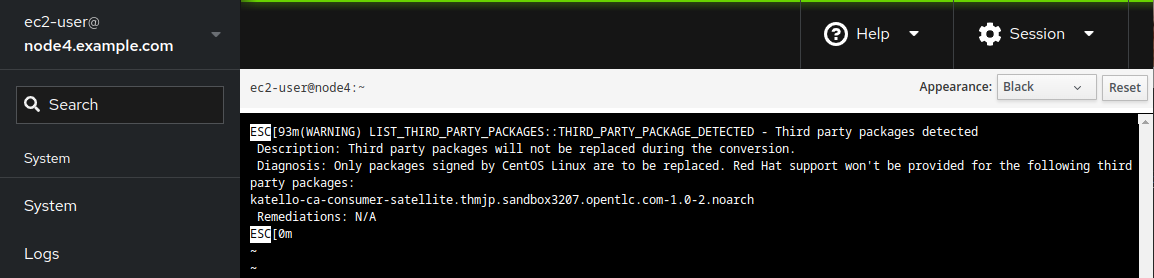 ec2-user@
node4.example.com
Help
Session
Search
System
System
Logs
ec2-user@node4:~
Appearance:
Black
Reset
ESC[93m(WARNING) LIST_THIRD_PARTY_PACKAGES::THIRD_PARTY_PACKAGE_DETECTED - Third party packages detected
Description: Third party packages will not be replaced during the conversion.
Diagnosis: Only packages signed by CentOS Linux are to be replaced. Red Hat support won't be provided for the following third
party packages:
katello-ca-consumer-satellite.thmjp.sandbox3207.opentlc.com-1.0-2.noarch
Remediations: N/A
ESC[0m
~
~